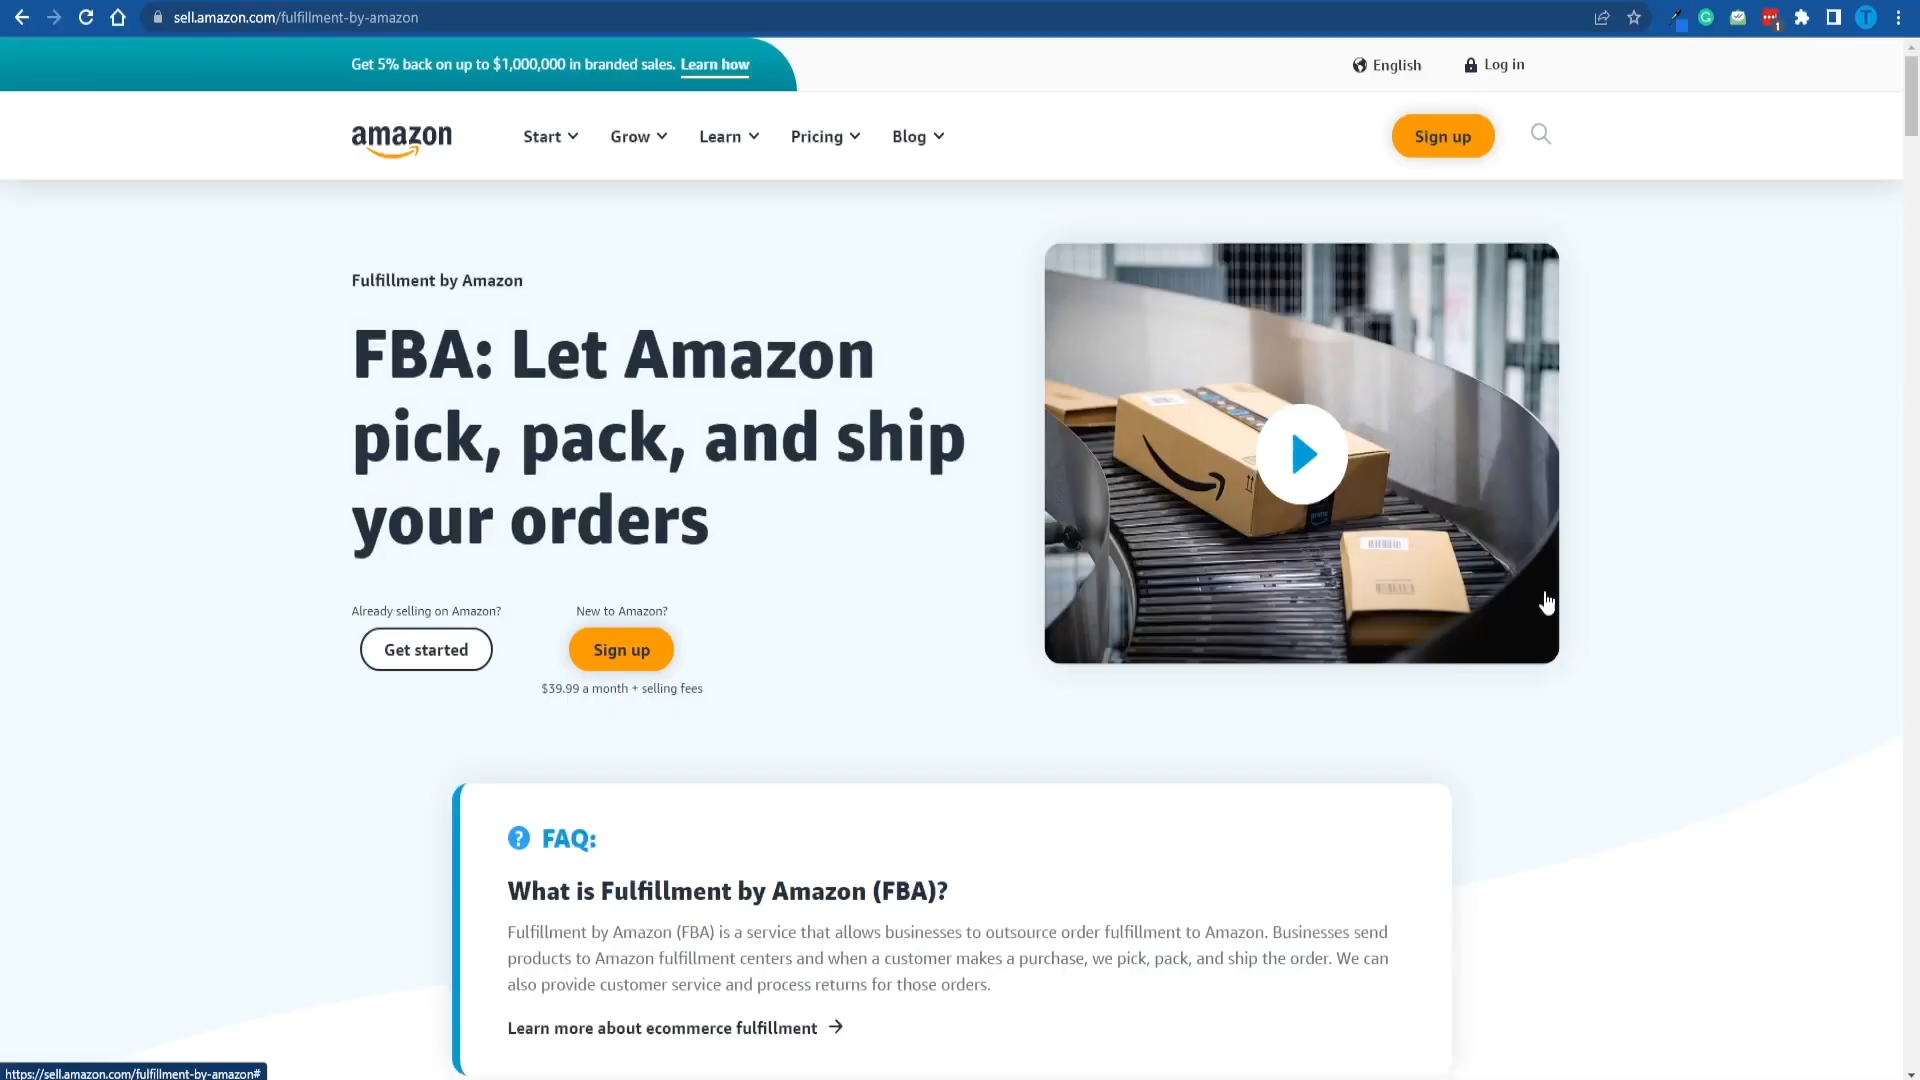 sell.amazon.com/fulfillment-by-amazon
Get 5% back on up to $1,000,000 in branded sales. Learn how
English
Log in
amazon
Start
Grow
Learn
Pricing
Blog
Sign up
Fulfillment by Amazon
FBA: Let Amazon
pick, pack, and ship
your orders
Already selling on Amazon?
New to Amazon?
Get started
Sign up
$39.99 a month + selling fees
prime
? FAQ:
What is Fulfillment by Amazon (FBA)?
Fulfillment by Amazon (FBA) is a service that allows businesses to outsource order fulfillment to Amazon. Businesses send
products to Amazon fulfillment centers and when a customer makes a purchase, we pick, pack, and ship the order. We can
also provide customer service and process returns for those orders.
Learn more about ecommerce fulfillment
https://sell.amazon.com/fulfillment-by-amazon#